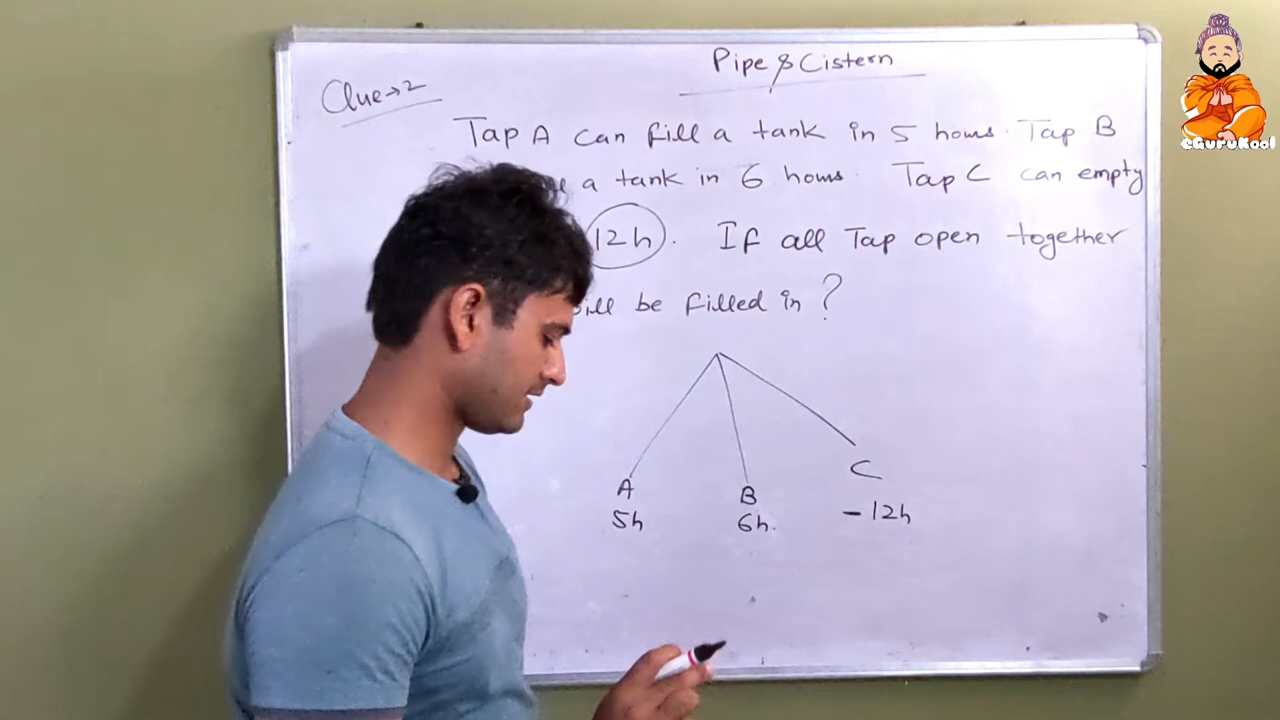 Pipe & Cistern
Clue→2
Tap A can fill a tank in 5 hours. Tap B
a tank in 6 hours. Tap C can empty
12h. If all Tap open together
will be filled in ?
A B C
5h 6h. -12h
eGuruKool